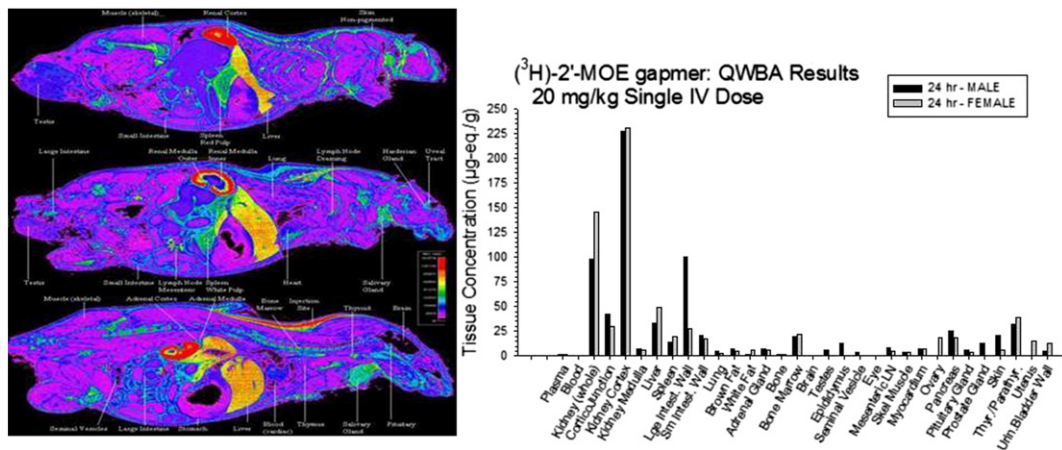 Muscle (skeletal)
Renal Cortex
Skin
Non-pigmented
Testis
Small Intestine
Spleen
Red Pulp
Liver
Large Intestine
Renal Medulla
Outer
Renal Medulla
Inner
Lung
Lymph Node
Draining
Harderian
Gland
Uveal
Tract
Testis
Small Intestine
Lymph Node
Mesenteric
Spleen
White Pulp
Heart
Salivary
Gland
Muscle (skeletal)
Adrenal Cortex
Adrenal Medulla
Bone
Marrow
Injection
Site
Thyroid
Brain
Seminal Vesicles
Large Intestine
Stomach
Liver
Blood
(cardiac)
Thymus
Salivary
Gland
Pituitary
(³H)-2'-MOE gapmer: QWBA Results
20 mg/kg Single IV Dose
24 hr - MALE
24 hr - FEMALE
Tissue Concentration (µg-eq./g)
250
225
200
175
150
125
100
75
50
25
0
Plasma
Blood
Kidney (whole)
CorticoJunction
Kidney Cortex
Kidney Medulla
Liver
Spleen
Lge Intest. Wall
Sm Intest. Wall
Lung
Brown Fat
White Fat
Adrenal Gland
Bone
Bone Marrow
Brain
Testes
Epididymus
Seminal Vesicle
Eye
Mesenteric LN
Skel Muscle
Myocardium
Ovary
Pancreas
Pituitary Gland
Prostate Gland
Skin
Thyr / Parathyr.
Uterus
Urin.Bladder Wall